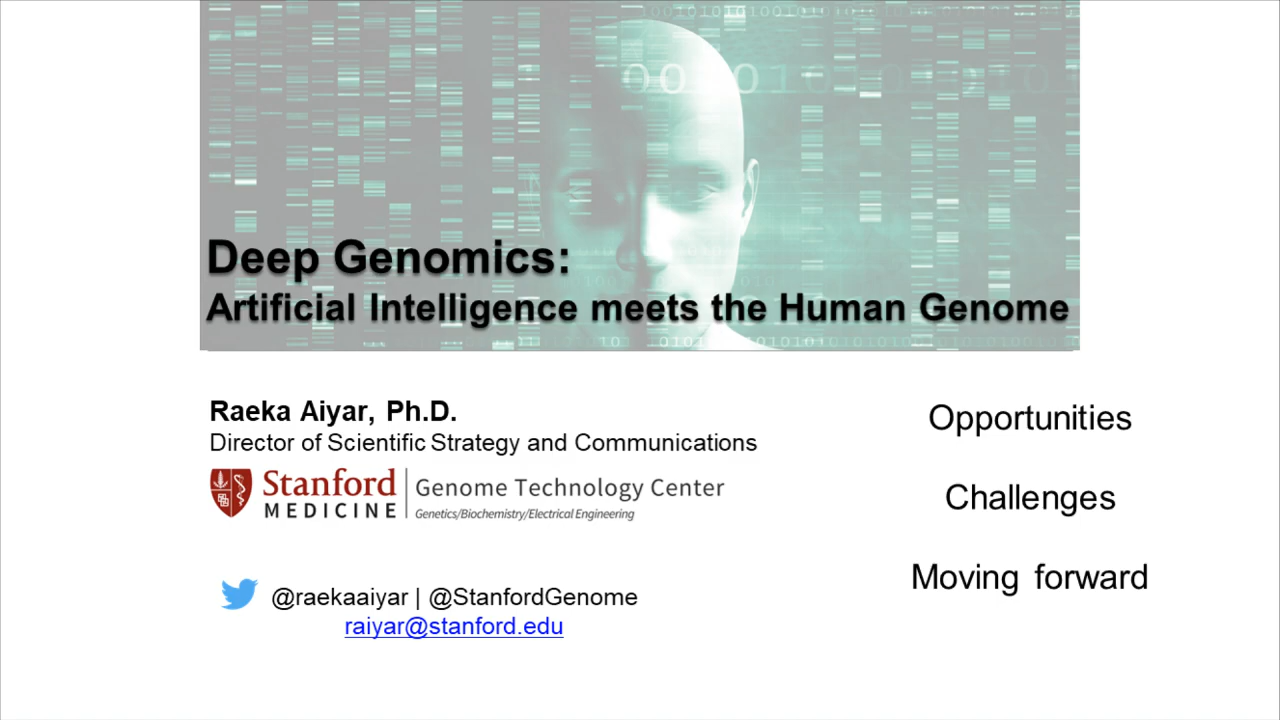 Deep Genomics:
Artificial Intelligence meets the Human Genome
Raeka Aiyar, Ph.D.
Director of Scientific Strategy and Communications
Stanford MEDICINE
Genome Technology Center
Genetics/Biochemistry/Electrical Engineering
@raekaaiyar | @StanfordGenome
raiyar@stanford.edu
Opportunities
Challenges
Moving forward